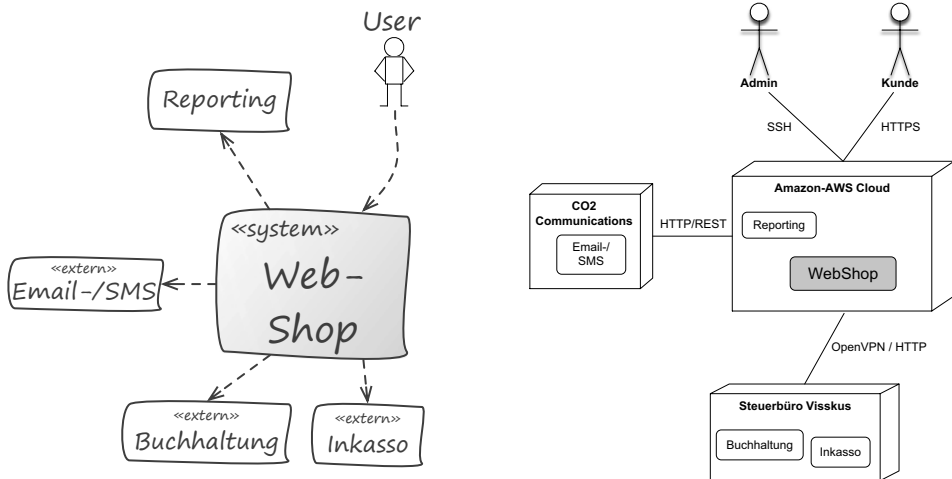 User
Reporting
«system»
Web-
Shop
«extern»
Email-/SMS
«extern»
Buchhaltung
«extern»
Inkasso
Admin
Kunde
SSH
HTTPS
Amazon-AWS Cloud
Reporting
WebShop
CO2
Communications
Email-/
SMS
HTTP/REST
OpenVPN / HTTP
Steuerbüro Visskus
Buchhaltung
Inkasso